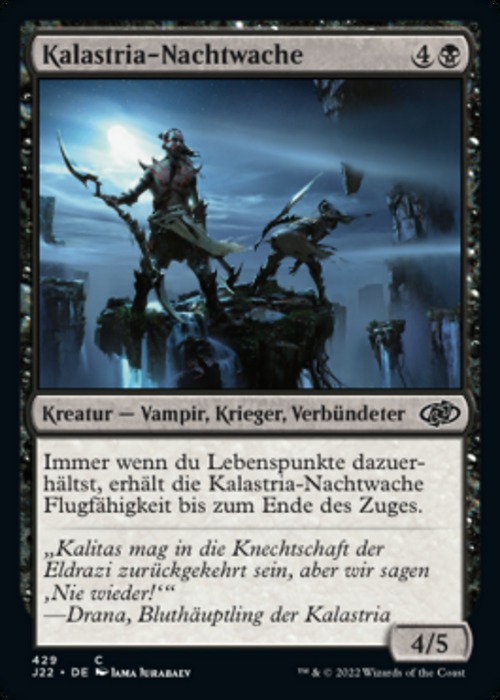 Kalastria-Nachtwache 4
Kreatur — Vampir, Krieger, Verbündeter
Immer wenn du Lebenspunkte dazuer-
hältst, erhält die Kalastria-Nachtwache
Flugfähigkeit bis zum Ende des Zuges.
„Kalitas mag in die Knechtschaft der
Eldrazi zurückgekehrt sein, aber wir sagen
‚Nie wieder!‘“
—Drana, Bluthäuptling der Kalastria
4/5
429 C
J22 • DE Jama Jurabaev
™ & © 2022 Wizards of the Coast